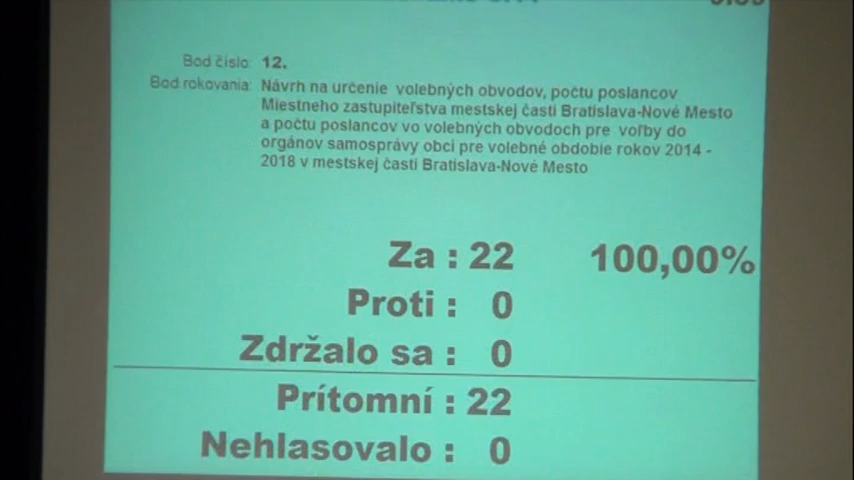 Bod číslo: 12.
Bod rokovania: Návrh na určenie volebných obvodov, počtu poslancov
Miestneho zastupiteľstva mestskej časti Bratislava-Nové Mesto
a počtu poslancov vo volebných obvodoch pre voľby do
orgánov samosprávy obcí pre volebné obdobie rokov 2014 -
2018 v mestskej časti Bratislava-Nové Mesto
Za : 22 100,00%
Proti : 0
Zdržalo sa : 0
Prítomní : 22
Nehlasovalo : 0